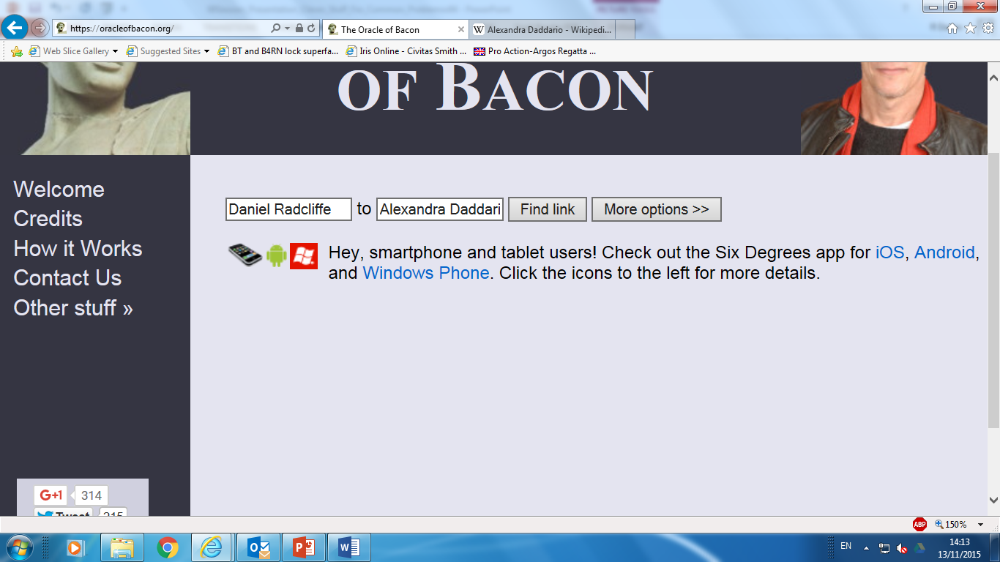 https://oracleofbacon.org/
The Oracle of Bacon
Alexandra Daddario - Wikipedi...
Web Slice Gallery
Suggested Sites
BT and B4RN lock superfa...
Iris Online - Civitas Smith ...
Pro Action-Argos Regatta ...
OF BACON
Welcome
Credits
How it Works
Contact Us
Other stuff »
Daniel Radcliffe to Alexandra Daddari Find link More options >>
Hey, smartphone and tablet users! Check out the Six Degrees app for iOS, Android,
and Windows Phone. Click the icons to the left for more details.
G+1 314
Tweet 215
ABP 150%
EN 14:13
13/11/2015